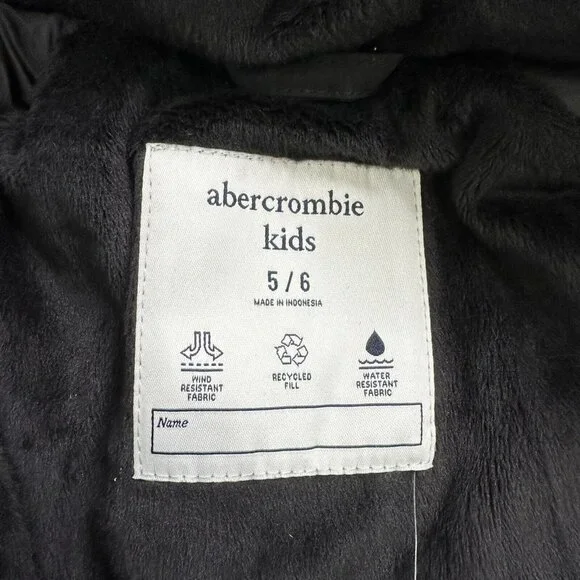 abercrombie
kids
5 / 6
MADE IN INDONESIA
WIND
RESISTANT
FABRIC
RECYCLED
FILL
WATER
RESISTANT
FABRIC
Name